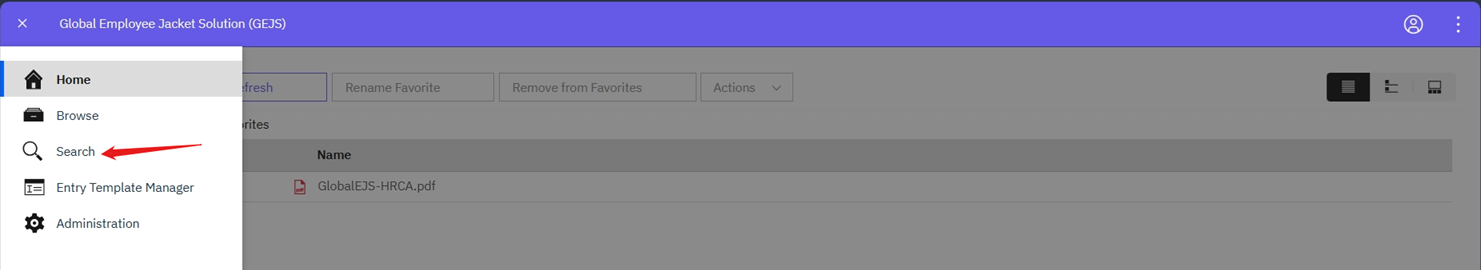 Global Employee Jacket Solution (GEJS)
Home
Browse
Search
Entry Template Manager
Administration
efresh
Rename Favorite
Remove from Favorites
Actions
orites
Name
GlobalEJS-HRCA.pdf